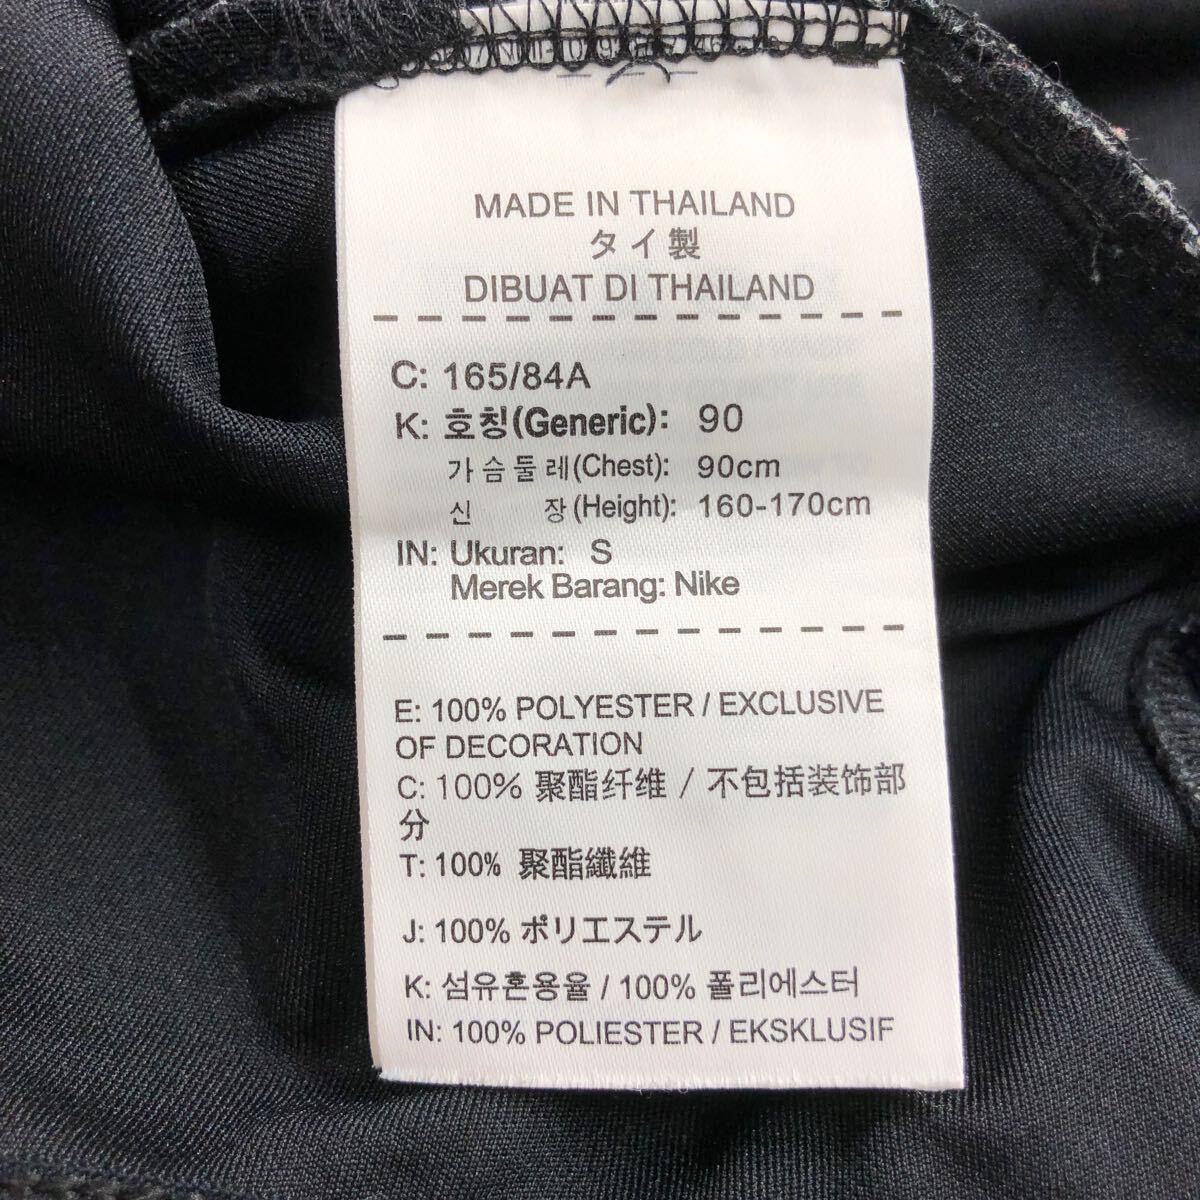 MADE IN THAILAND
タイ製
DIBUAT DI THAILAND
C: 165/84A
K: 호칭(Generic): 90
가슴둘레(Chest): 90cm
신 장(Height): 160-170cm
IN: Ukuran: S
Merek Barang: Nike
E: 100% POLYESTER / EXCLUSIVE
OF DECORATION
C: 100% 聚酯纤维 / 不包括装饰部
分
T: 100% 聚酯纖維
J: 100% ポリエステル
K: 섬유혼용율 / 100% 폴리에스터
IN: 100% POLIESTER / EKSKLUSIF